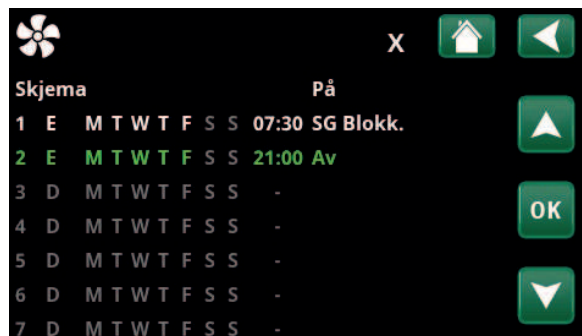 X
Skjema På
1 E M T W T F S S 07:30 SG Blokk.
2 E M T W T F S S 21:00 Av
3 D M T W T F S S -
4 D M T W T F S S -
OK
5 D M T W T F S S -
6 D M T W T F S S -
7 D M T W T F S S -